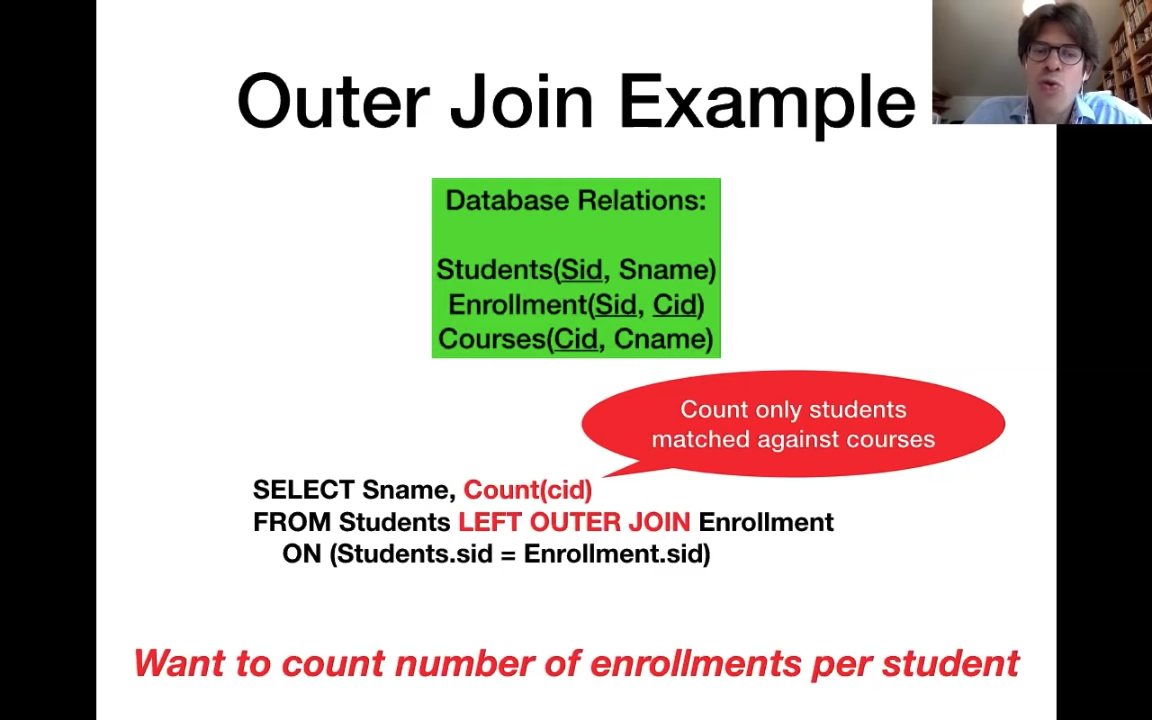 Outer Join Example
Database Relations:
Students(Sid, Sname)
Enrollment(Sid, Cid)
Courses(Cid, Cname)
Count only students
matched against courses
SELECT Sname, Count(cid)
FROM Students LEFT OUTER JOIN Enrollment
ON (Students.sid = Enrollment.sid)
Want to count number of enrollments per student